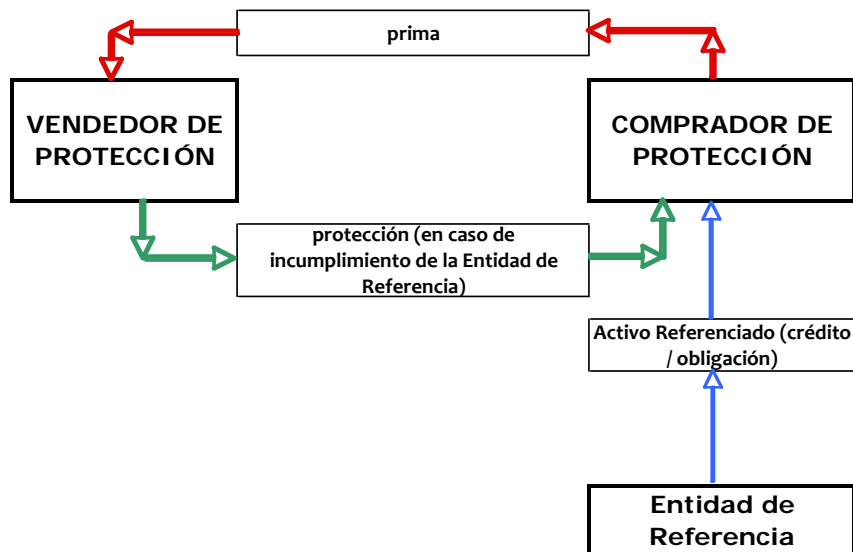 prima
VENDEDOR DE
PROTECCIÓN
COMPRADOR DE
PROTECCIÓN
protección (en caso de
incumplimiento de la Entidad de
Referencia)
Activo Referenciado (crédito
/ obligación)
Entidad de
Referencia